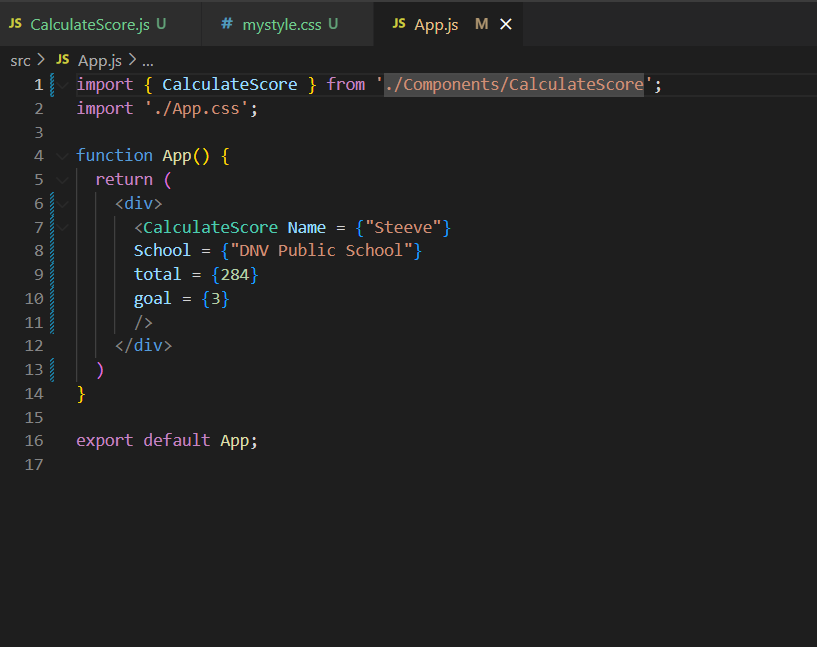 JS CalculateScore.js U # mystyle.css U JS App.js M
src > JS App.js > ...
1 import { CalculateScore } from './Components/CalculateScore';
2 import './App.css';
3
4 function App() {
5 return (
6 <div>
7 <CalculateScore Name = {"Steeve"}
8 School = {"DNV Public School"}
9 total = {284}
10 goal = {3}
11 />
12 </div>
13 )
14 }
15
16 export default App;
17